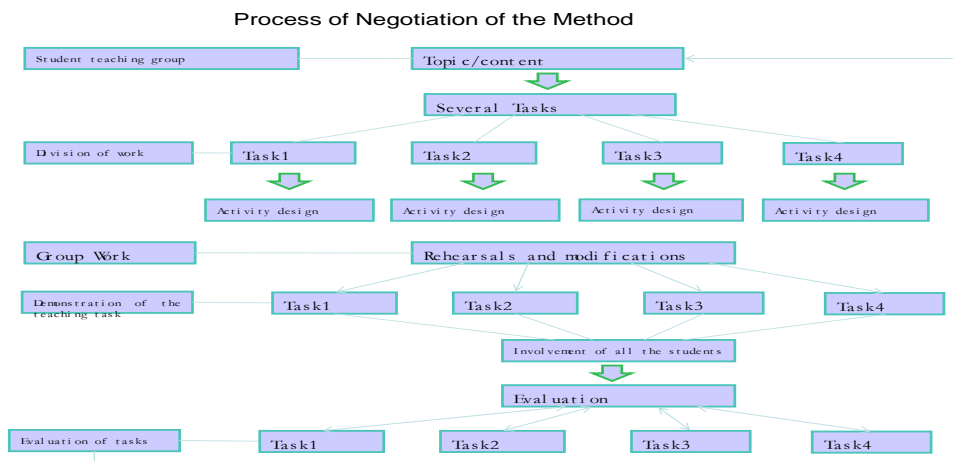 Process of Negotiation of the Method
Student teaching group
Topic/content
Several Tasks
Division of work
Task1
Task2
Task3
Task4
Activity design
Activity design
Activity design
Activity design
Group Work
Rehearsals and modifications
Demonstration of the
teaching task
Task1
Task2
Task3
Task4
Involvement of all the students
Evaluation
Evaluation of tasks
Task1
Task2
Task3
Task4